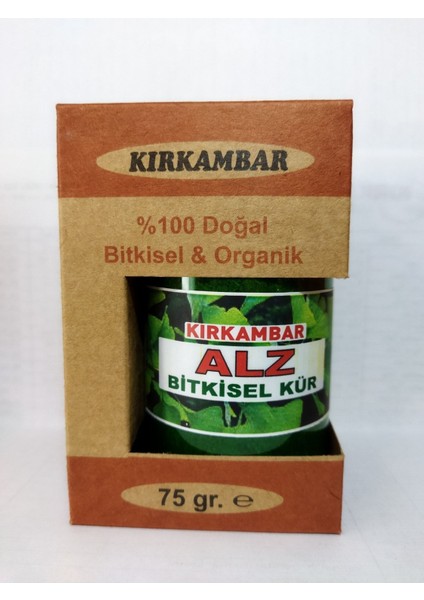 KIRKAMBAR
%100 Doğal
Bitkisel & Organik
KIRKAMBAR
ALZ
BİTKİSEL KÜR
75 gr. ℮